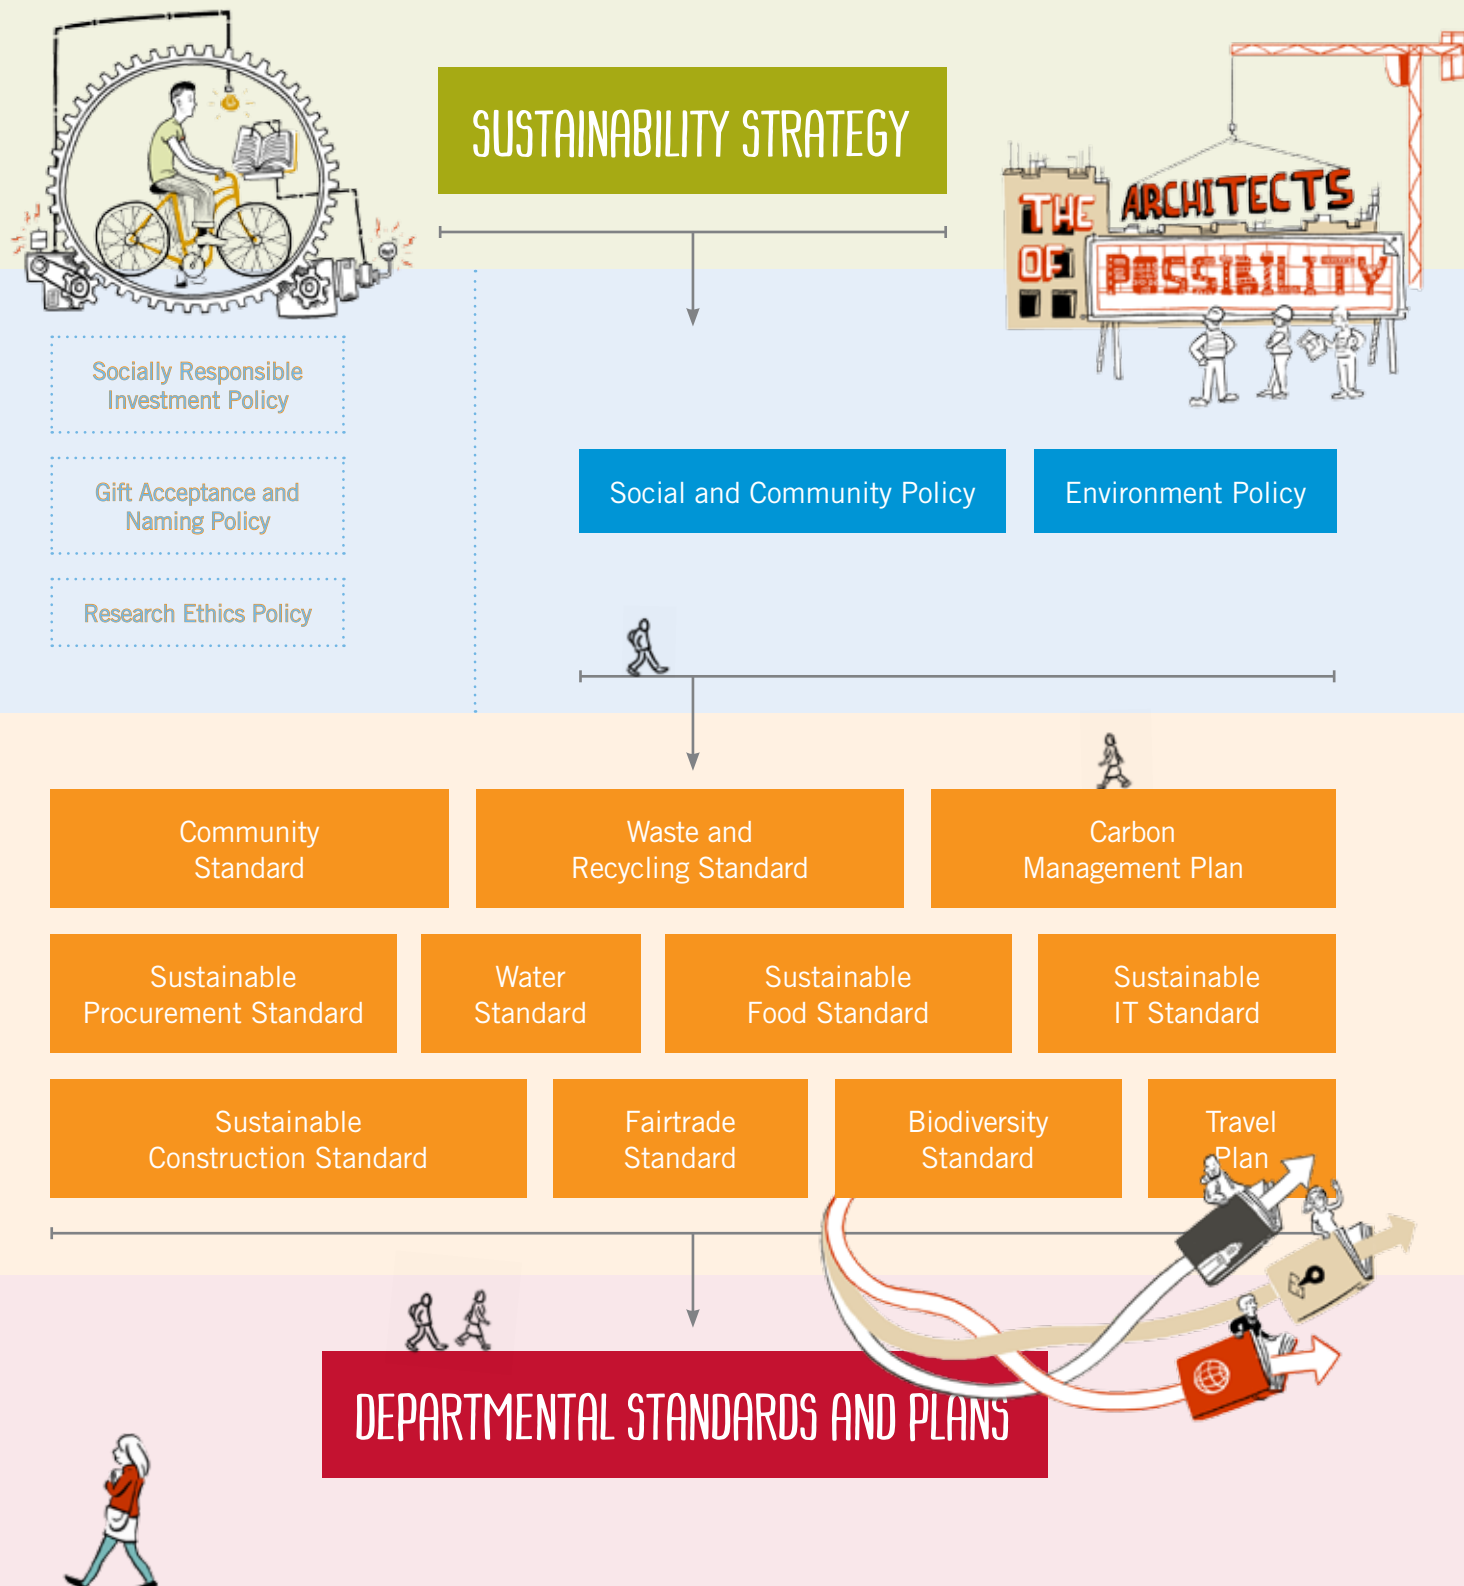 SUSTAINABILITY STRATEGY
THE
ARCHITECTS
OF
POSSIBILITY
Socially Responsible
Investment Policy
Gift Acceptance and
Naming Policy
Research Ethics Policy
Social and Community Policy
Environment Policy
Community
Standard
Waste and
Recycling Standard
Carbon
Management Plan
Sustainable
Procurement Standard
Water
Standard
Sustainable
Food Standard
Sustainable
IT Standard
Sustainable
Construction Standard
Fairtrade
Standard
Biodiversity
Standard
Travel
Plan
DEPARTMENTAL STANDARDS AND PLANS